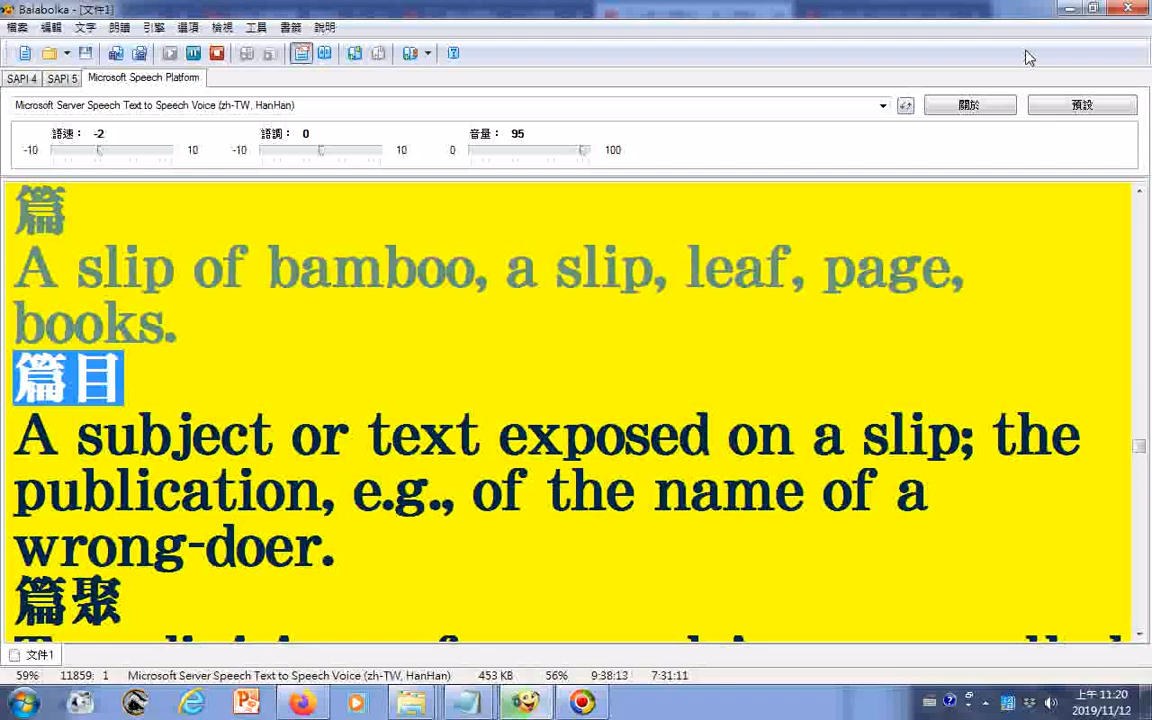 Balabolka - [文件1]
檔案 編輯 文字 朗讀 引擎 選項 檢視 工具 書籤 說明
SAPI 4 SAPI 5 Microsoft Speech Platform
Microsoft Server Speech Text to Speech Voice (zh-TW, HanHan) 關於 預設
語速： -2 語調： 0 音量： 95
-10 10 -10 10 0 100
篇
A slip of bamboo, a slip, leaf, page,
books.
篇目
A subject or text exposed on a slip; the
publication, e.g., of the name of a
wrong-doer.
篇聚
文件1
59% 11859: 1 Microsoft Server Speech Text to Speech Voice (zh-TW, HanHan) 453 KB 56% 9:38:13 7:31:11
上午 11:20
2019/11/12